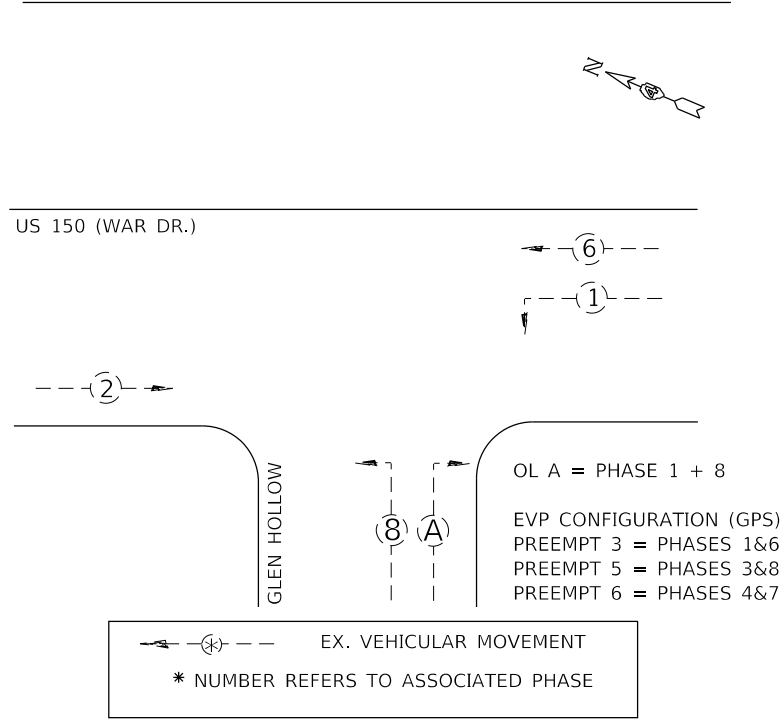 N
US 150 (WAR DR.)
6
1
2
GLEN HOLLOW
8 A
OL A = PHASE 1 + 8
EVP CONFIGURATION (GPS)
PREEMPT 3 = PHASES 1&6
PREEMPT 5 = PHASES 3&8
PREEMPT 6 = PHASES 4&7
* EX. VEHICULAR MOVEMENT
* NUMBER REFERS TO ASSOCIATED PHASE